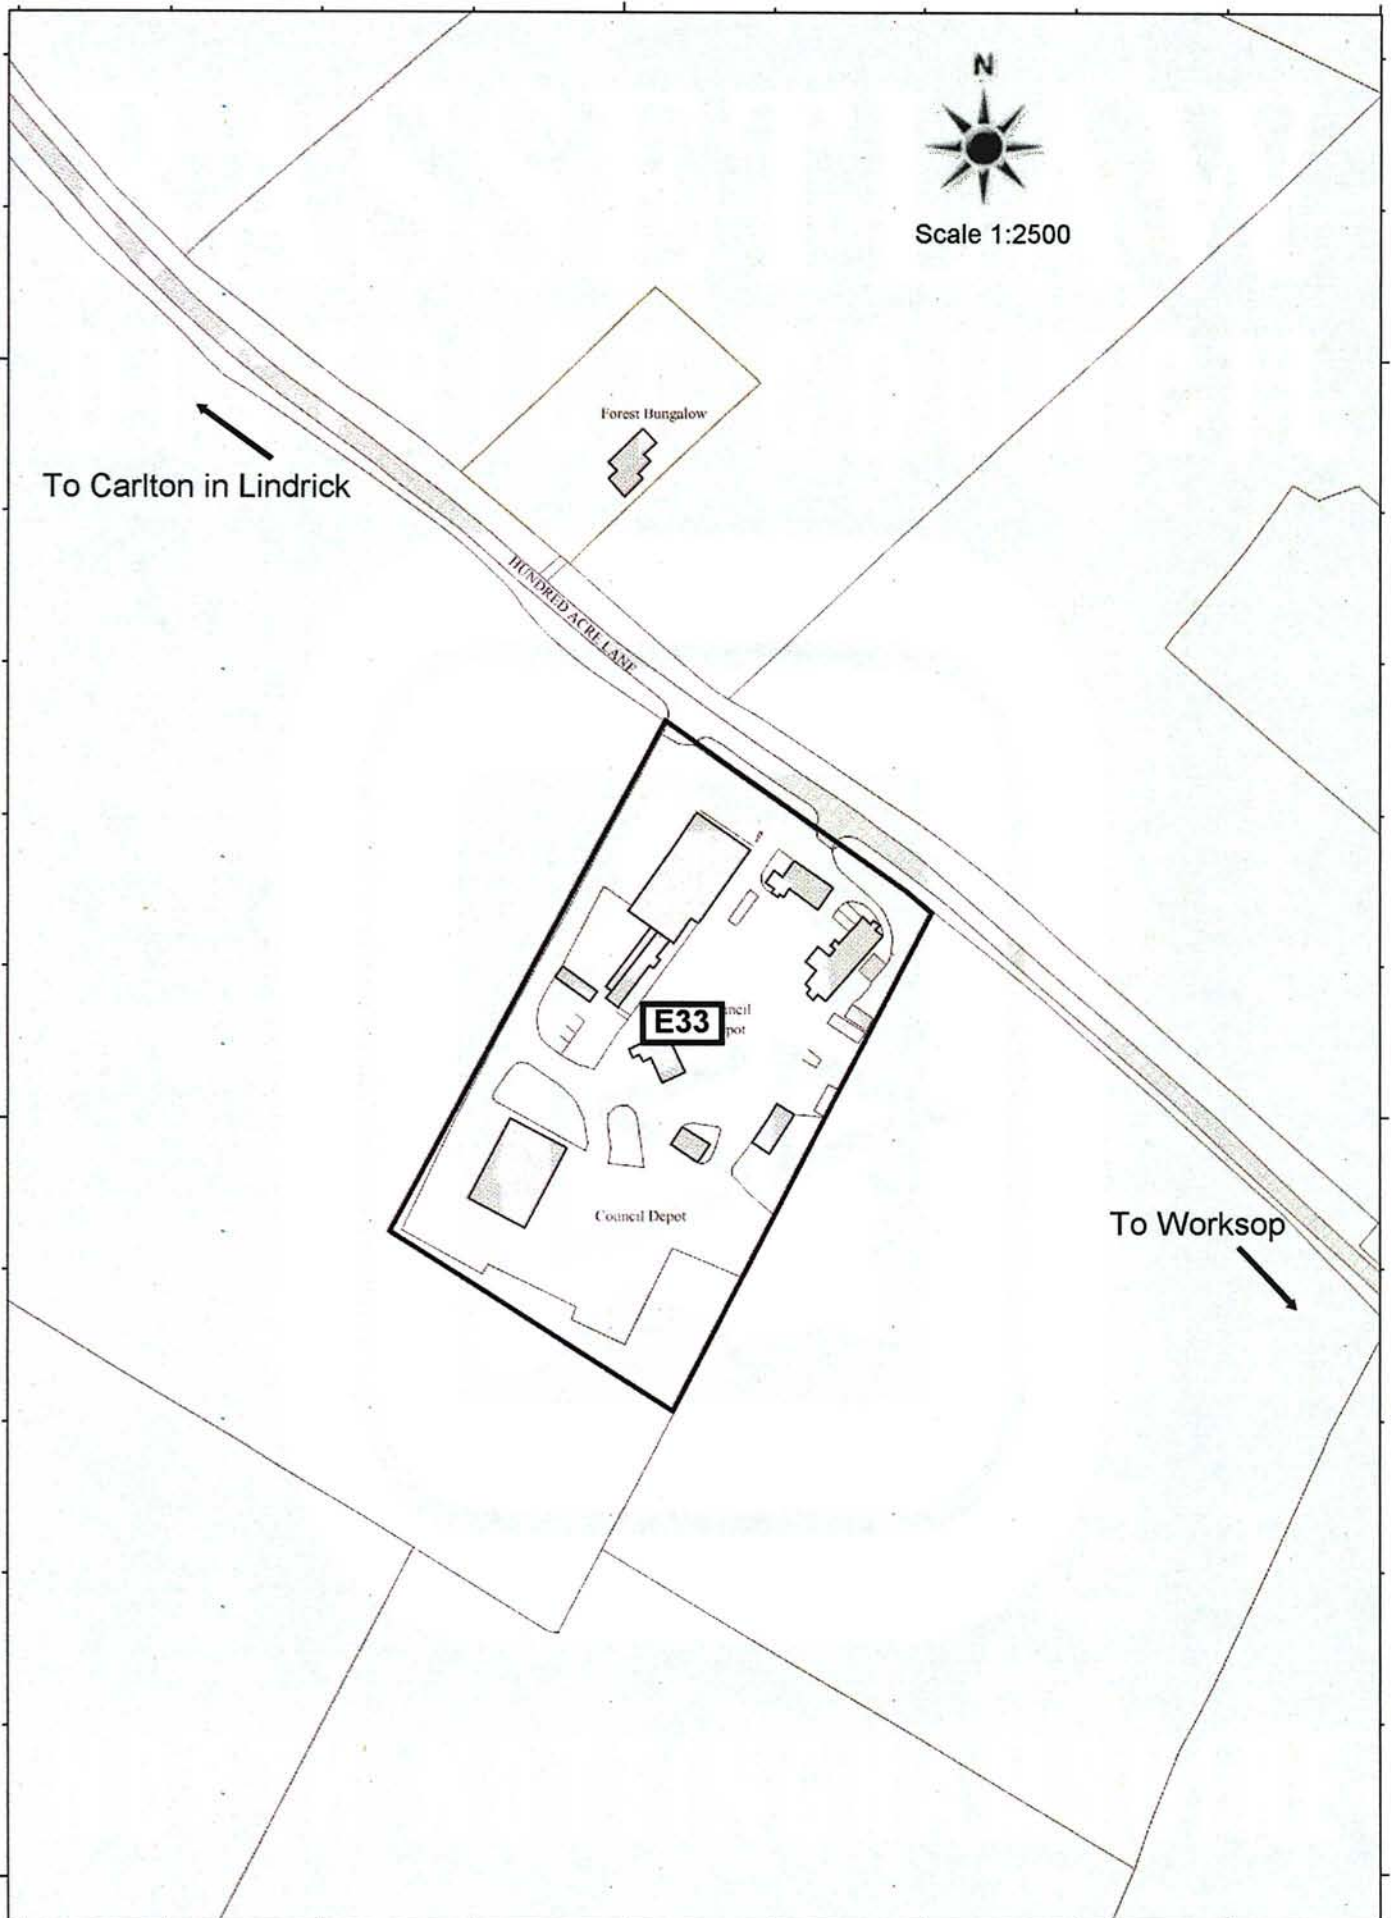 N
Scale 1:2500
Forest Bungalow
To Carlton in Lindrick
HUNDRED ACRE LANE
E33
Council Depot
To Worksop